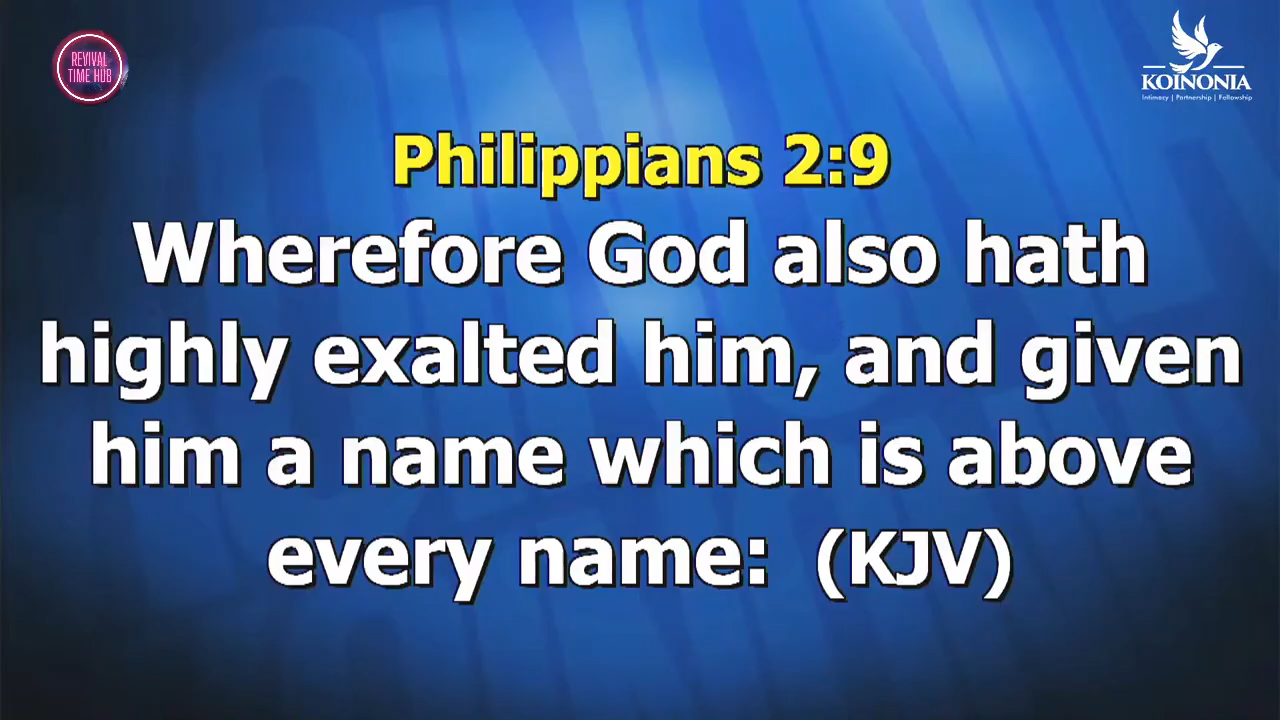 REVIVAL
TIME HUB
KOINONIA
Intimacy | Partnership | Fellowship
Philippians 2:9
Wherefore God also hath
highly exalted him, and given
him a name which is above
every name: (KJV)